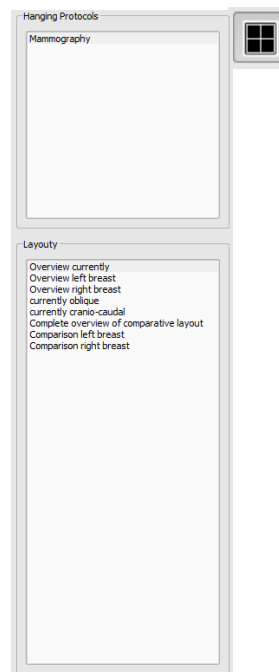 Hanging Protocols
Mammography
Layouty
Overview currently
Overview left breast
Overview right breast
currently oblique
currently cranio-caudal
Complete overview of comparative layout
Comparison left breast
Comparison right breast